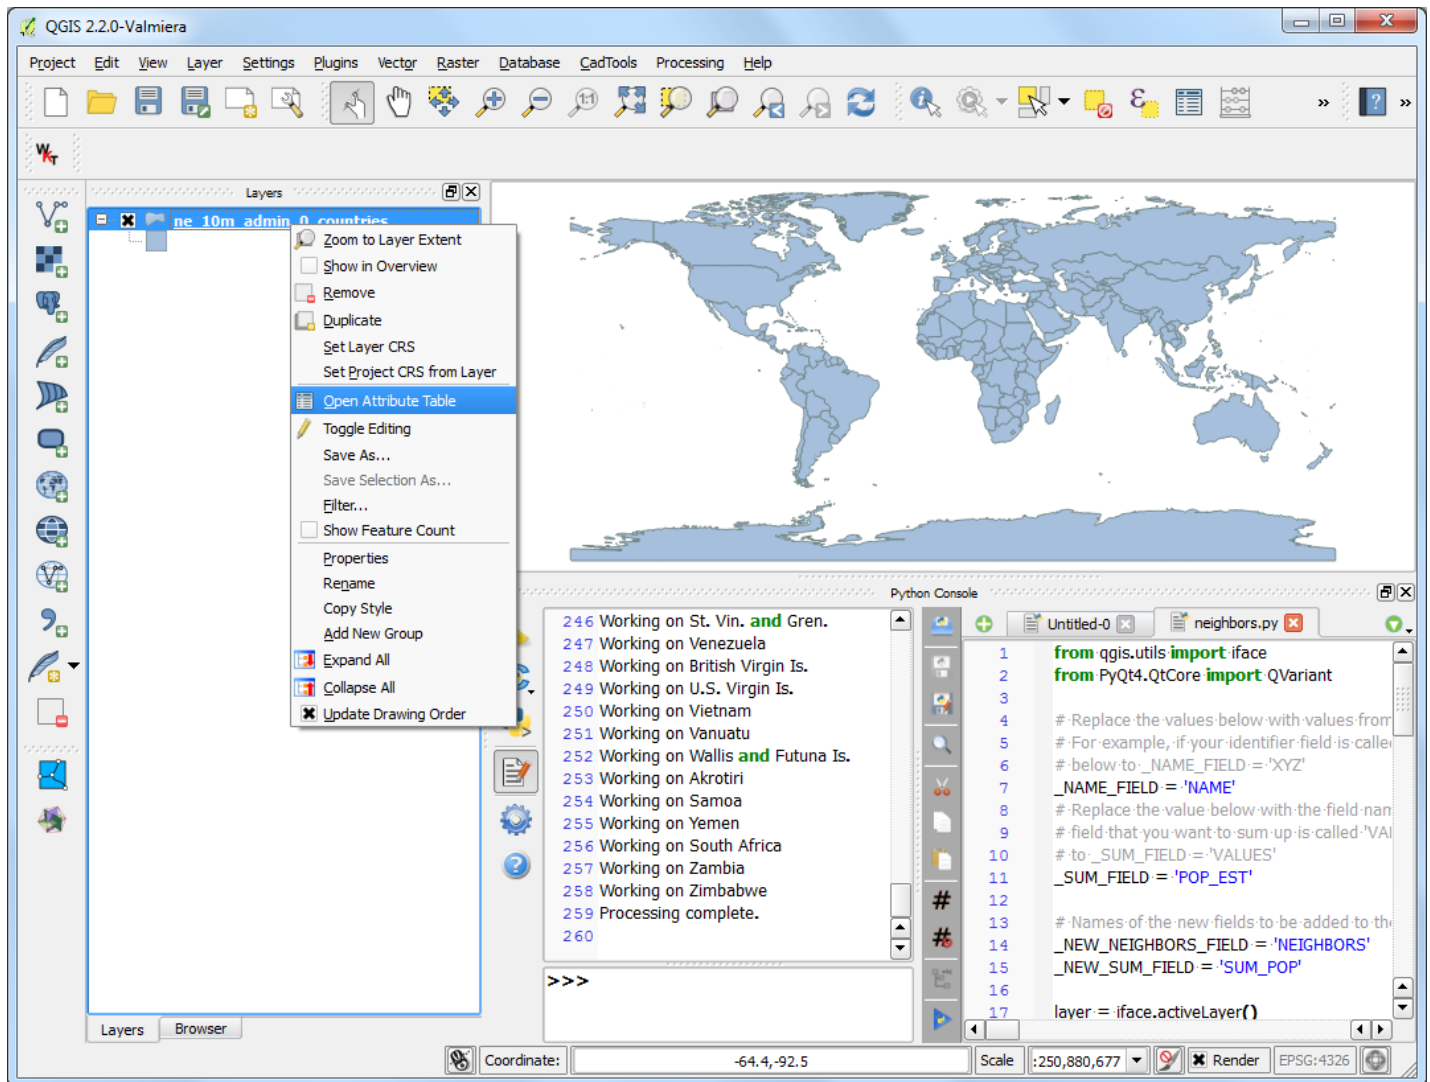 QGIS 2.2.0-Valmiera
Project Edit View Layer Settings Plugins Vector Raster Database CadTools Processing Help
1:1
ε
?
»
»
WKT
Layers
ne_10m_admin_0_countries
Zoom to Layer Extent
Show in Overview
Remove
Duplicate
Set Layer CRS
Set Project CRS from Layer
Open Attribute Table
Toggle Editing
Save As...
Save Selection As...
Filter...
Show Feature Count
Properties
Rename
Copy Style
Add New Group
Expand All
Collapse All
Update Drawing Order
Layers
Browser
Python Console
246 Working on St. Vin. and Gren.
247 Working on Venezuela
248 Working on British Virgin Is.
249 Working on U.S. Virgin Is.
250 Working on Vietnam
251 Working on Vanuatu
252 Working on Wallis and Futuna Is.
253 Working on Akrotiri
254 Working on Samoa
255 Working on Yemen
256 Working on South Africa
257 Working on Zambia
258 Working on Zimbabwe
259 Processing complete.
260
>>>
?
#
#
Untitled-0
neighbors.py
1 from qgis.utils import iface
2 from PyQt4.QtCore import QVariant
3
4 # Replace the values below with values from
5 # For example, if your identifier field is calle
6 # below to _NAME_FIELD = 'XYZ'
7 _NAME_FIELD = 'NAME'
8 # Replace the value below with the field nam
9 # field that you want to sum up is called 'VAL
10 # to _SUM_FIELD = 'VALUES'
11 _SUM_FIELD = 'POP_EST'
12
13 # Names of the new fields to be added to the
14 _NEW_NEIGHBORS_FIELD = 'NEIGHBORS'
15 _NEW_SUM_FIELD = 'SUM_POP'
16
17 layer = iface.activeLayer()
Coordinate: -64.4,-92.5 Scale :250,880,677 Render EPSG:4326